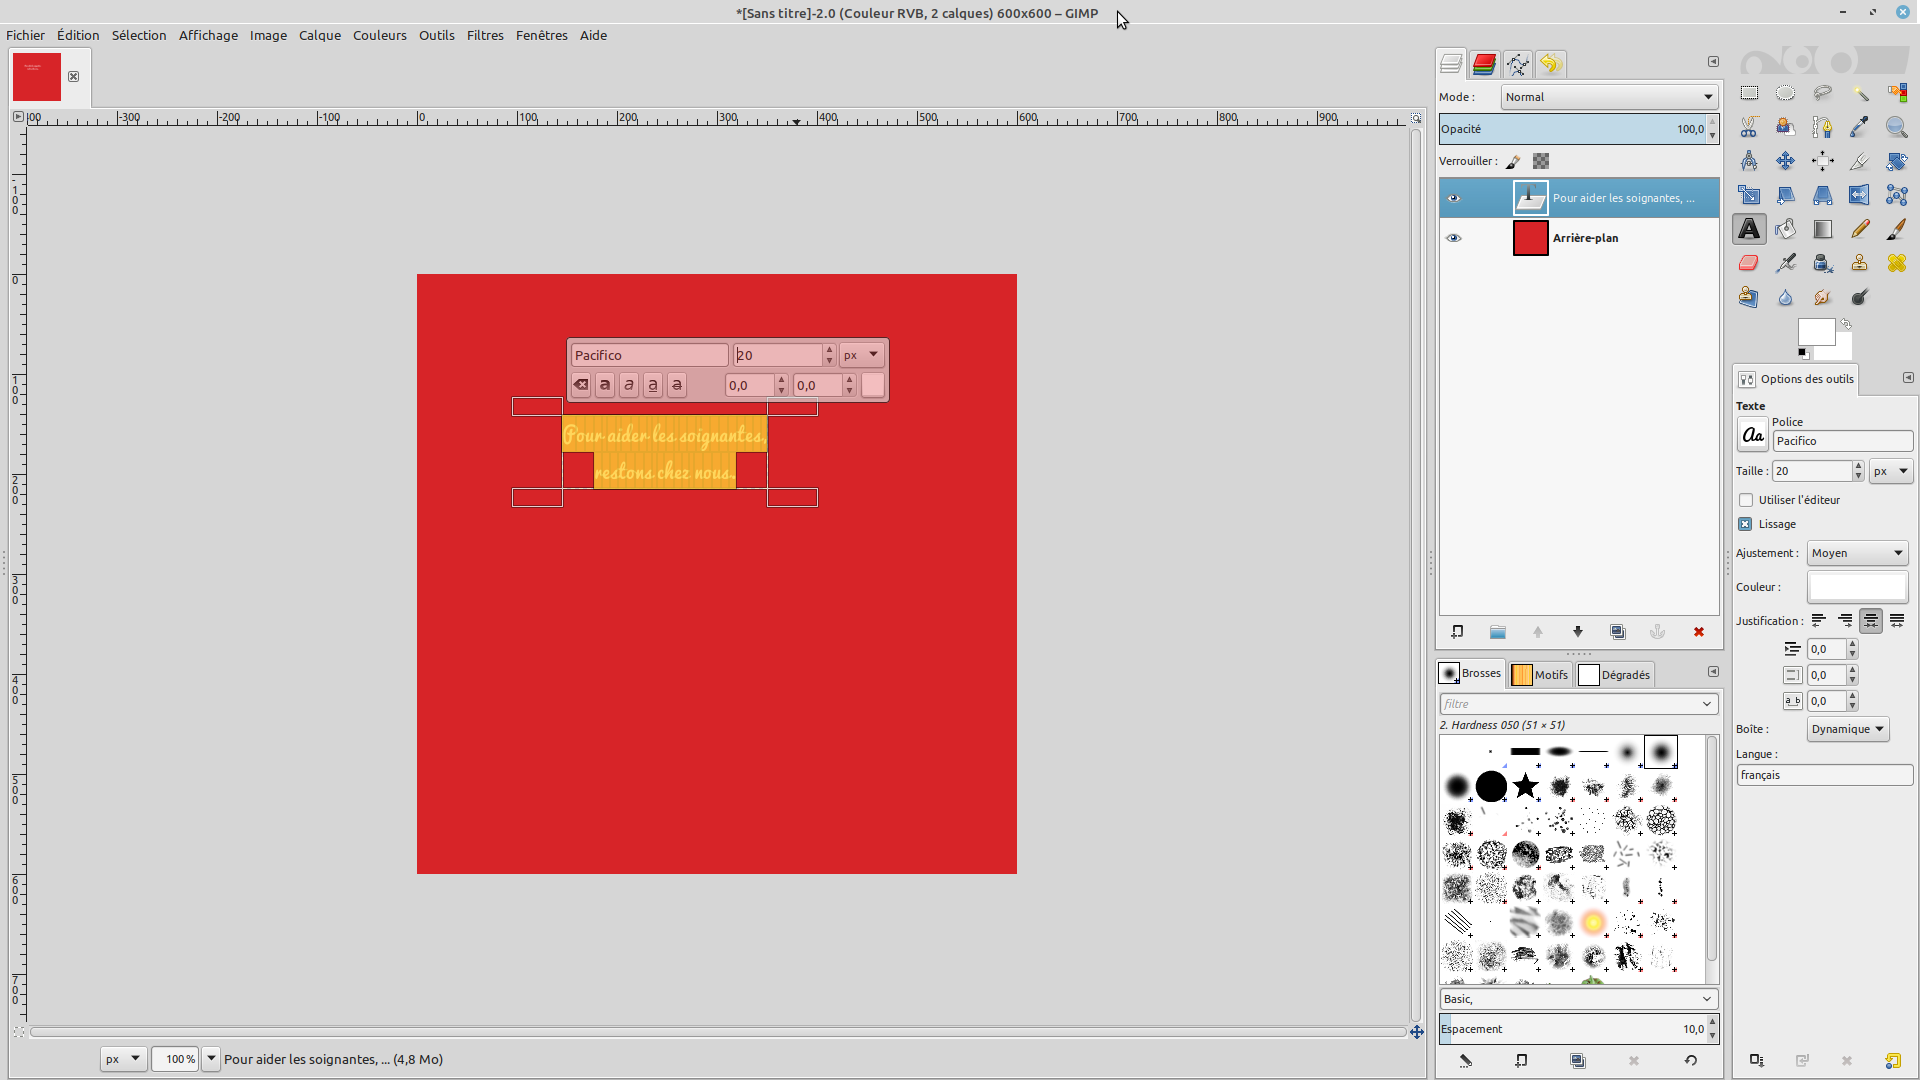 *[Sans titre]-2.0 (Couleur RVB, 2 calques) 600x600 – GIMP
Fichier Édition Sélection Affichage Image Calque Couleurs Outils Filtres Fenêtres Aide
-300 -200 -100 0 100 200 300 400 500 600 700 800 900
Pacifico 20 px
a a a a 0,0 0,0
Pour aider les soignantes,
restons chez nous.
px 100 % Pour aider les soignantes, ... (4,8 Mo)
Mode : Normal
Opacité 100,0
Verrouiller :
Pour aider les soignantes, ...
Arrière-plan
Brosses Motifs Dégradés
filtre
2. Hardness 050 (51 × 51)
Basic,
Espacement 10,0
Options des outils
Texte
Police
Aa Pacifico
Taille : 20 px
Utiliser l'éditeur
Lissage
Ajustement : Moyen
Couleur :
Justification :
0,0
0,0
a_b 0,0
Boîte : Dynamique
Langue :
français